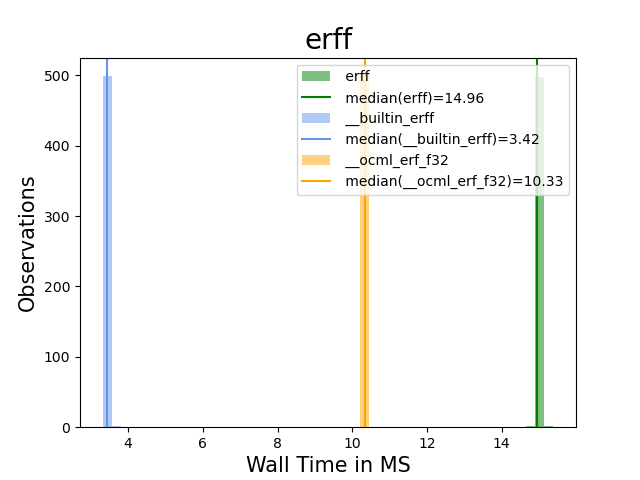 erff
Observations
500
400
300
200
100
0
erff
median(erff)=14.96
__builtin_erff
median(__builtin_erff)=3.42
__ocml_erf_f32
median(__ocml_erf_f32)=10.33
4 6 8 10 12 14
Wall Time in MS